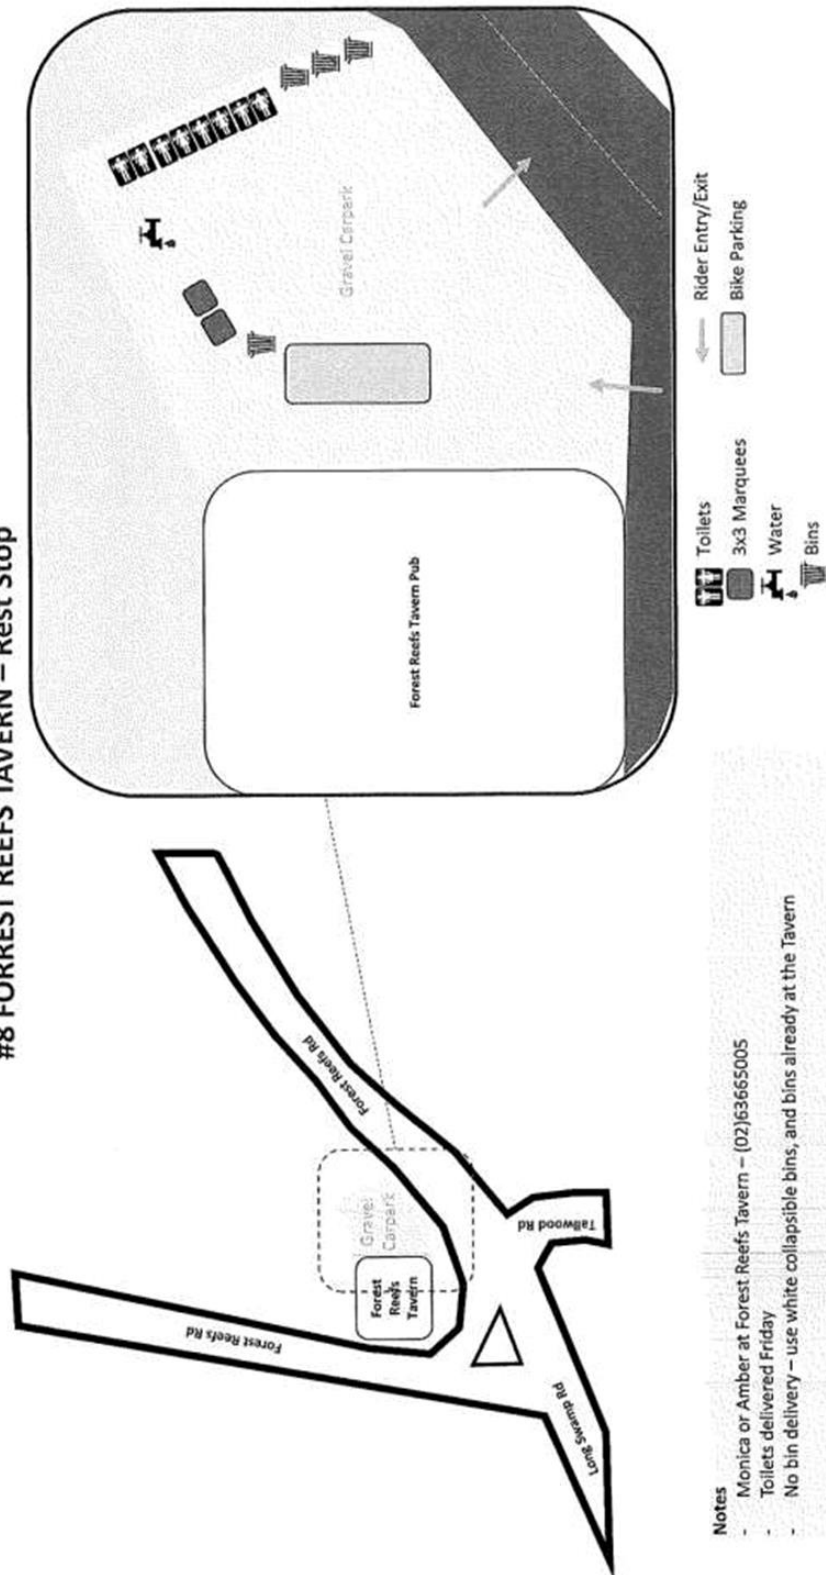 #8 FORREST REEFS TAVERN – Rest Stop
Forest Reefs Rd
Forest Reefs Rd
Gravel
Carpark
Forest
Reefs
Tavern
Tallwood Rd
Long Swamp Rd
Gravel Carpark
Forest Reefs Tavern Pub
Toilets
3x3 Marquees
Water
Bins
Rider Entry/Exit
Bike Parking
Notes
- Monica or Amber at Forest Reefs Tavern – (02)63665005
- Toilets delivered Friday
- No bin delivery – use white collapsible bins, and bins already at the Tavern